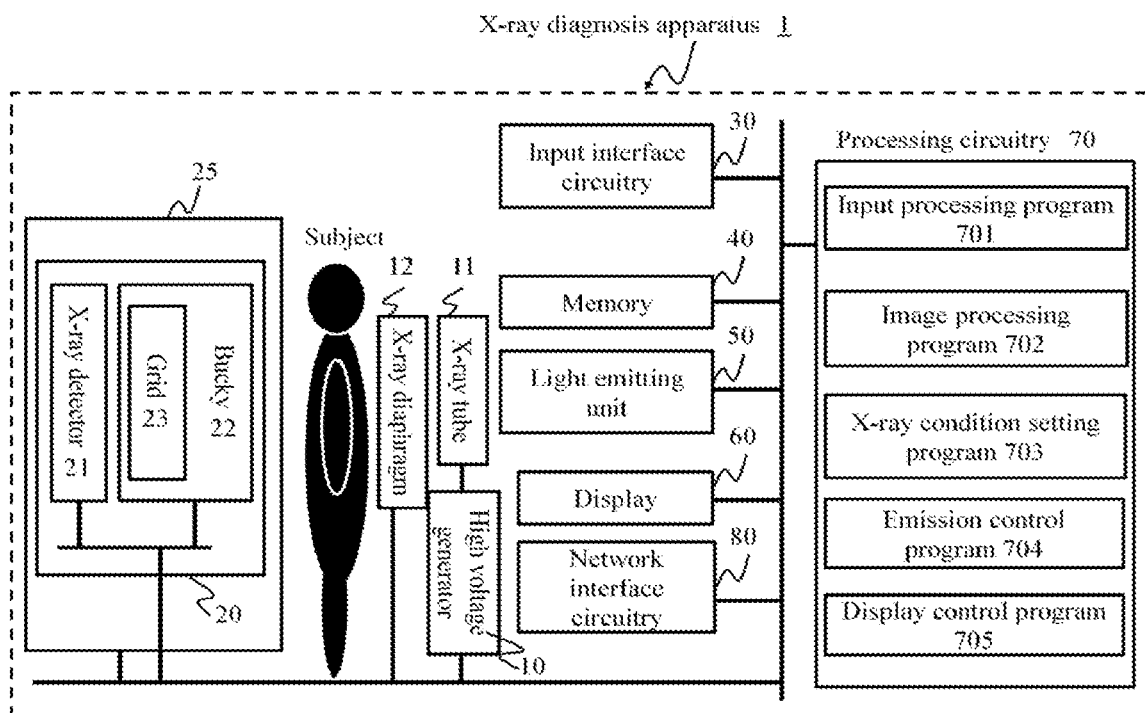 X-ray diagnosis apparatus 1
25
Subject
12
11
X-ray detector 21
Grid 23
Bucky 22
X-ray diaphragm
X-ray tube
High voltage generator
10
20
30
Input interface
circuitry
40
Memory
50
Light emitting
unit
60
Display
80
Network
interface
circuitry
Processing circuitry 70
Input processing program
701
Image processing
program 702
X-ray condition setting
program 703
Emission control
program 704
Display control program
705